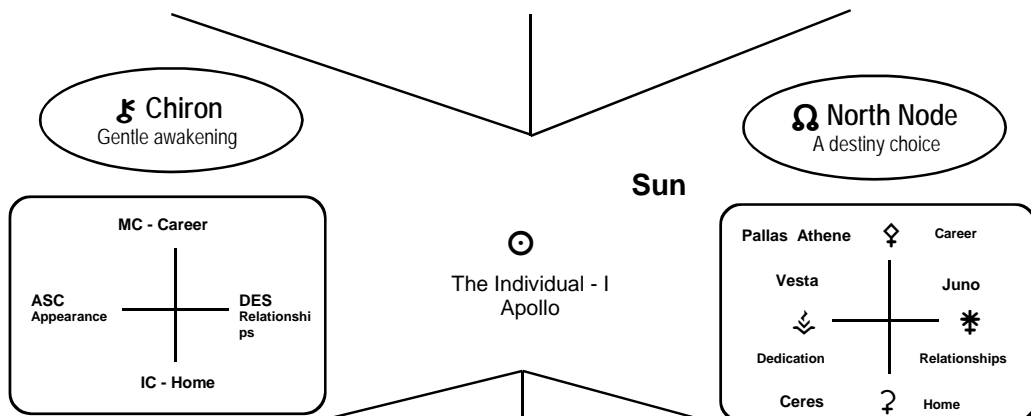 Chiron
Gentle awakening
North Node
A destiny choice
Sun
MC - Career
ASC
Appearance
DES
Relationshi
ps
IC - Home
The Individual - I
Apollo
Pallas Athene
Career
Vesta
Juno
Dedication
Relationships
Ceres
Home